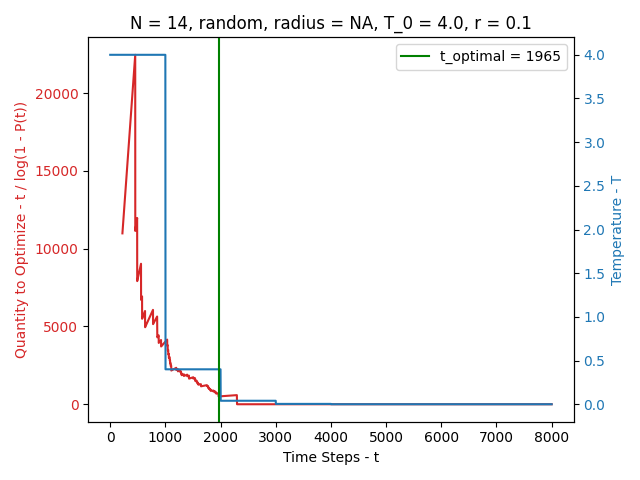 N = 14, random, radius = NA, T_0 = 4.0, r = 0.1
t_optimal = 1965
Quantity to Optimize - t / log(1 - P(t))
20000
15000
10000
5000
0
4.0
3.5
3.0
2.5
2.0
1.5
1.0
0.5
0.0
Temperature - T
0 1000 2000 3000 4000 5000 6000 7000 8000
Time Steps - t